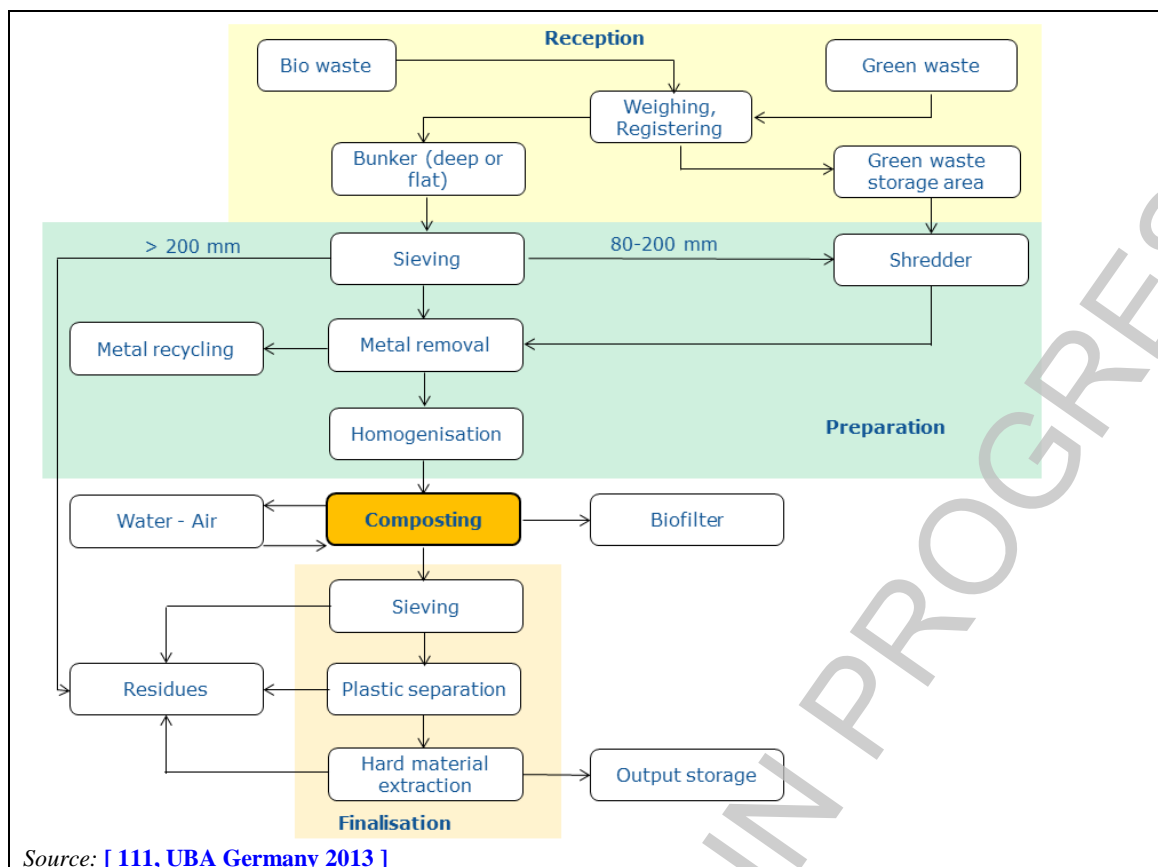 Reception
Bio waste
Green waste
Weighing,
Registering
Bunker (deep or
flat)
Green waste
storage area
> 200 mm
Sieving
80-200 mm
Shredder
Metal recycling
Metal removal
Homogenisation
Preparation
Water - Air
Composting
Biofilter
Sieving
Residues
Plastic separation
Hard material
extraction
Output storage
Finalisation
Source: [ 111, UBA Germany 2013 ]
IN PROGRES